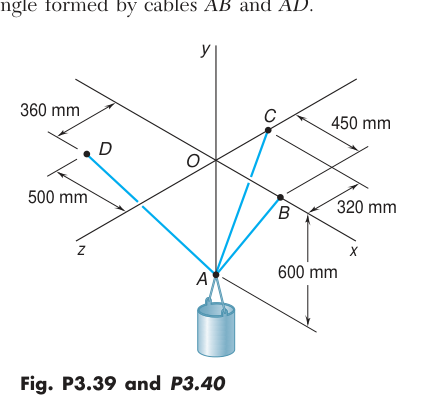 ngle formed by cables AB and AD.
y
360 mm
C
450 mm
D
O
500 mm
B
320 mm
z
x
A
600 mm
Fig. P3.39 and P3.40